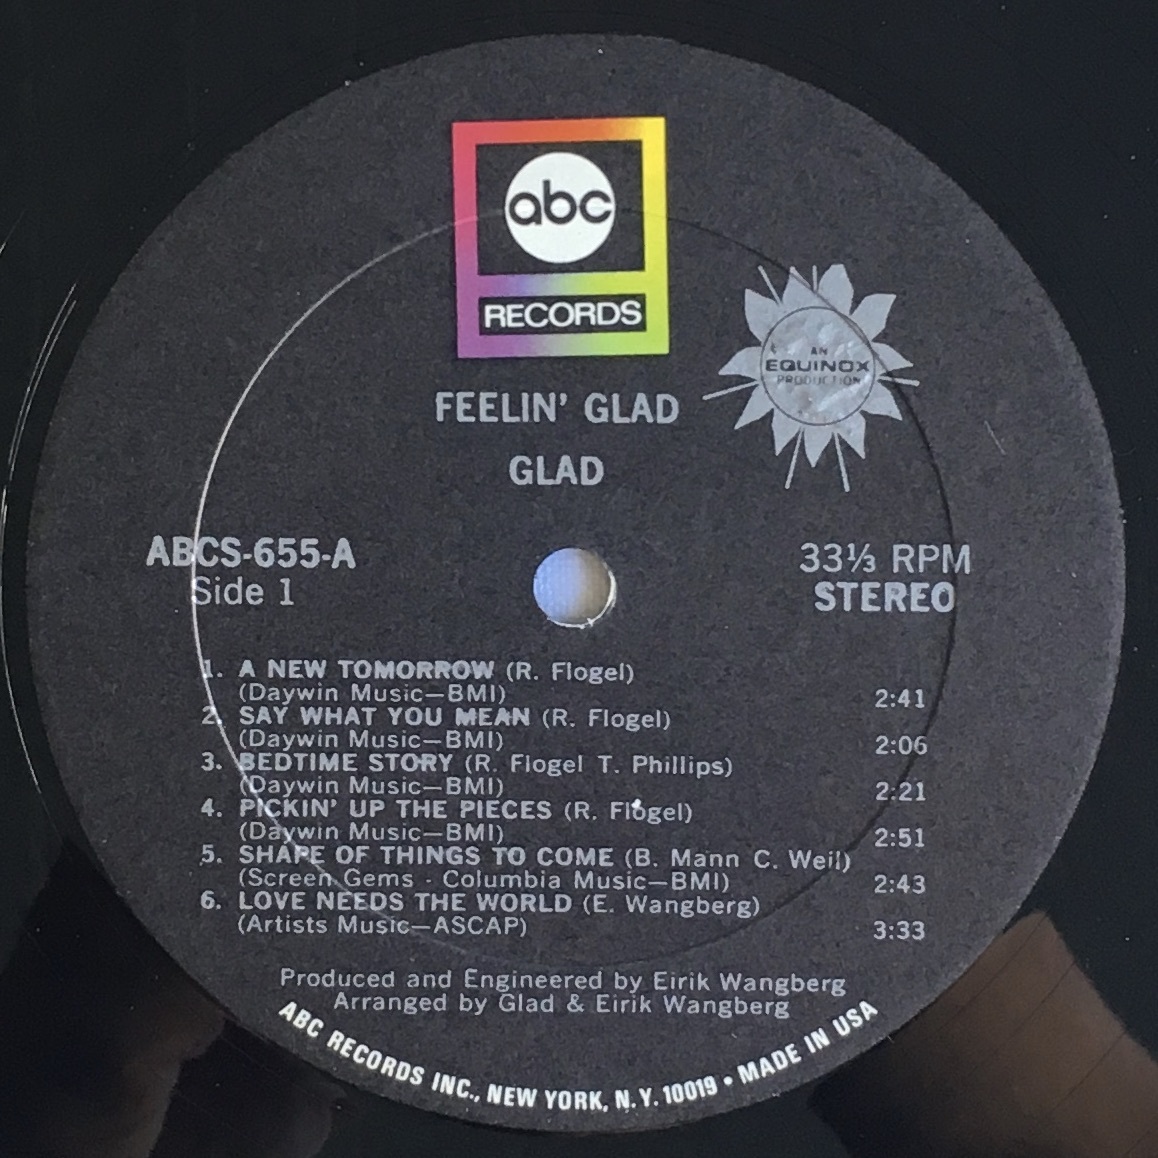 abc
RECORDS
AN
EQUINOX
PRODUCTION
FEELIN' GLAD
GLAD
ABCS-655-A
Side 1
33⅓ RPM
STEREO
1. A NEW TOMORROW (R. Flogel)
(Daywin Music—BMI) 2:41
2. SAY WHAT YOU MEAN (R. Flogel)
(Daywin Music—BMI) 2:06
3. BEDTIME STORY (R. Flogel T. Phillips)
(Daywin Music—BMI) 2:21
4. PICKIN' UP THE PIECES (R. Flogel)
(Daywin Music—BMI) 2:51
5. SHAPE OF THINGS TO COME (B. Mann C. Weil)
(Screen Gems - Columbia Music—BMI) 2:43
6. LOVE NEEDS THE WORLD (E. Wangberg)
(Artists Music—ASCAP) 3:33
Produced and Engineered by Eirik Wangberg
Arranged by Glad & Eirik Wangberg
ABC RECORDS INC., NEW YORK, N.Y. 10019 • MADE IN USA